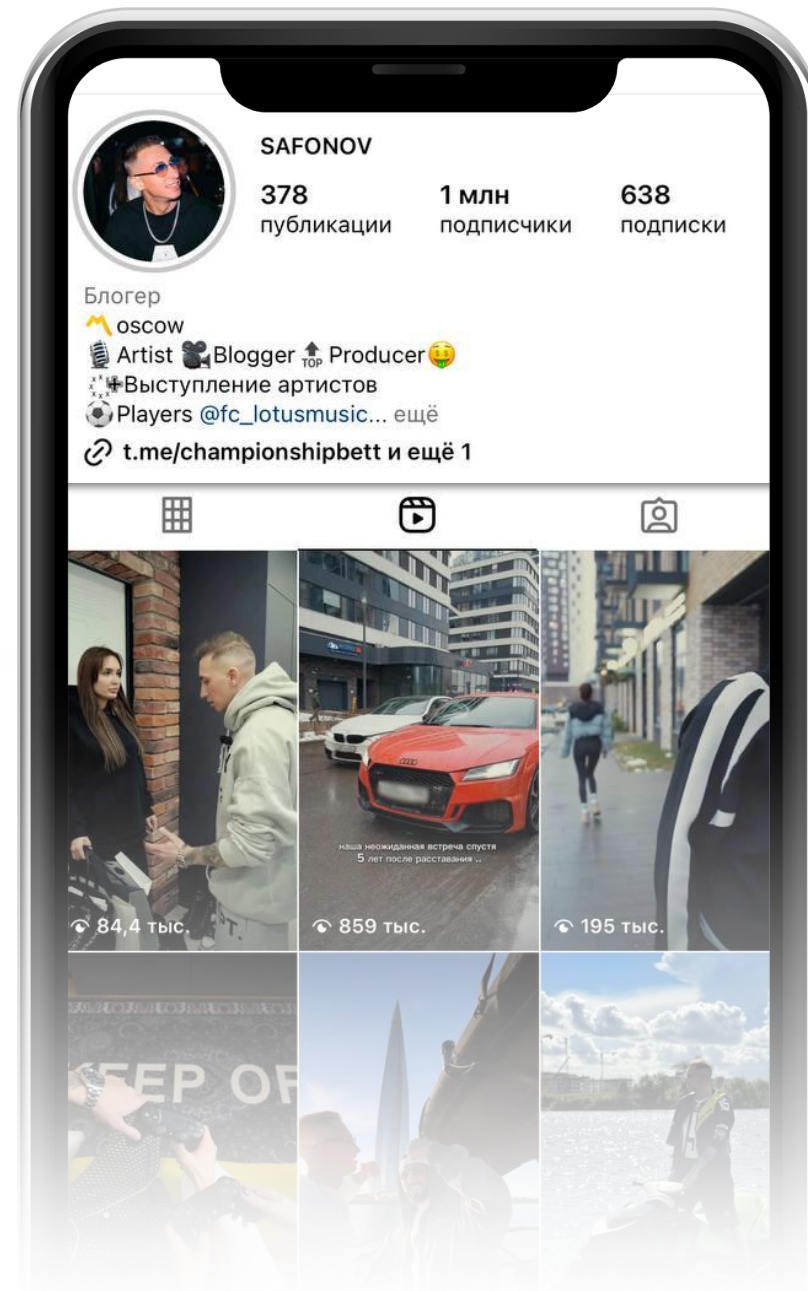 SAFONOV
378 1 млн 638
публикации подписчики подписки
Блогер
〽️oscow
🎙Artist 🎥Blogger 🔝Producer🤑
Выступление артистов
⚽Players @fc_lotusmusic... ещё
t.me/championshipbett и ещё 1
наша неожиданная встреча спустя
5 лет после расставания ..
84,4 тыс. 859 тыс. 195 тыс.
KEEP OF